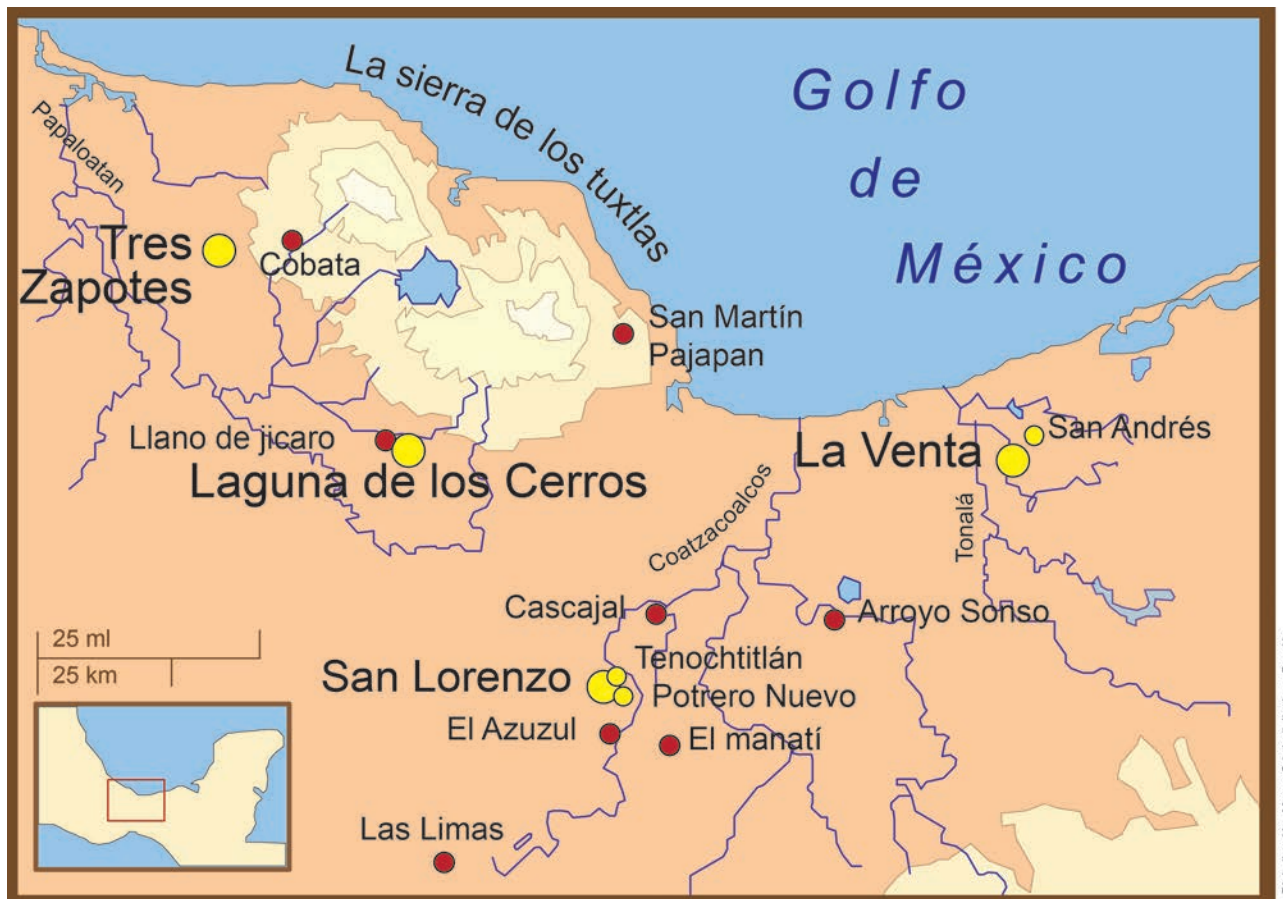 La sierra de los tuxtlas
Golfo
de
México
Papaloatan
Tres
Zapotes
Cobata
San Martín
Pajapan
Llano de jicaro
Laguna de los Cerros
La Venta
San Andrés
Coatzacoalcos
Tonalá
Cascajal
Arroyo Sonso
25 ml
25 km
San Lorenzo
Tenochtitlán
Potrero Nuevo
El Azuzul
El manatí
Las Limas